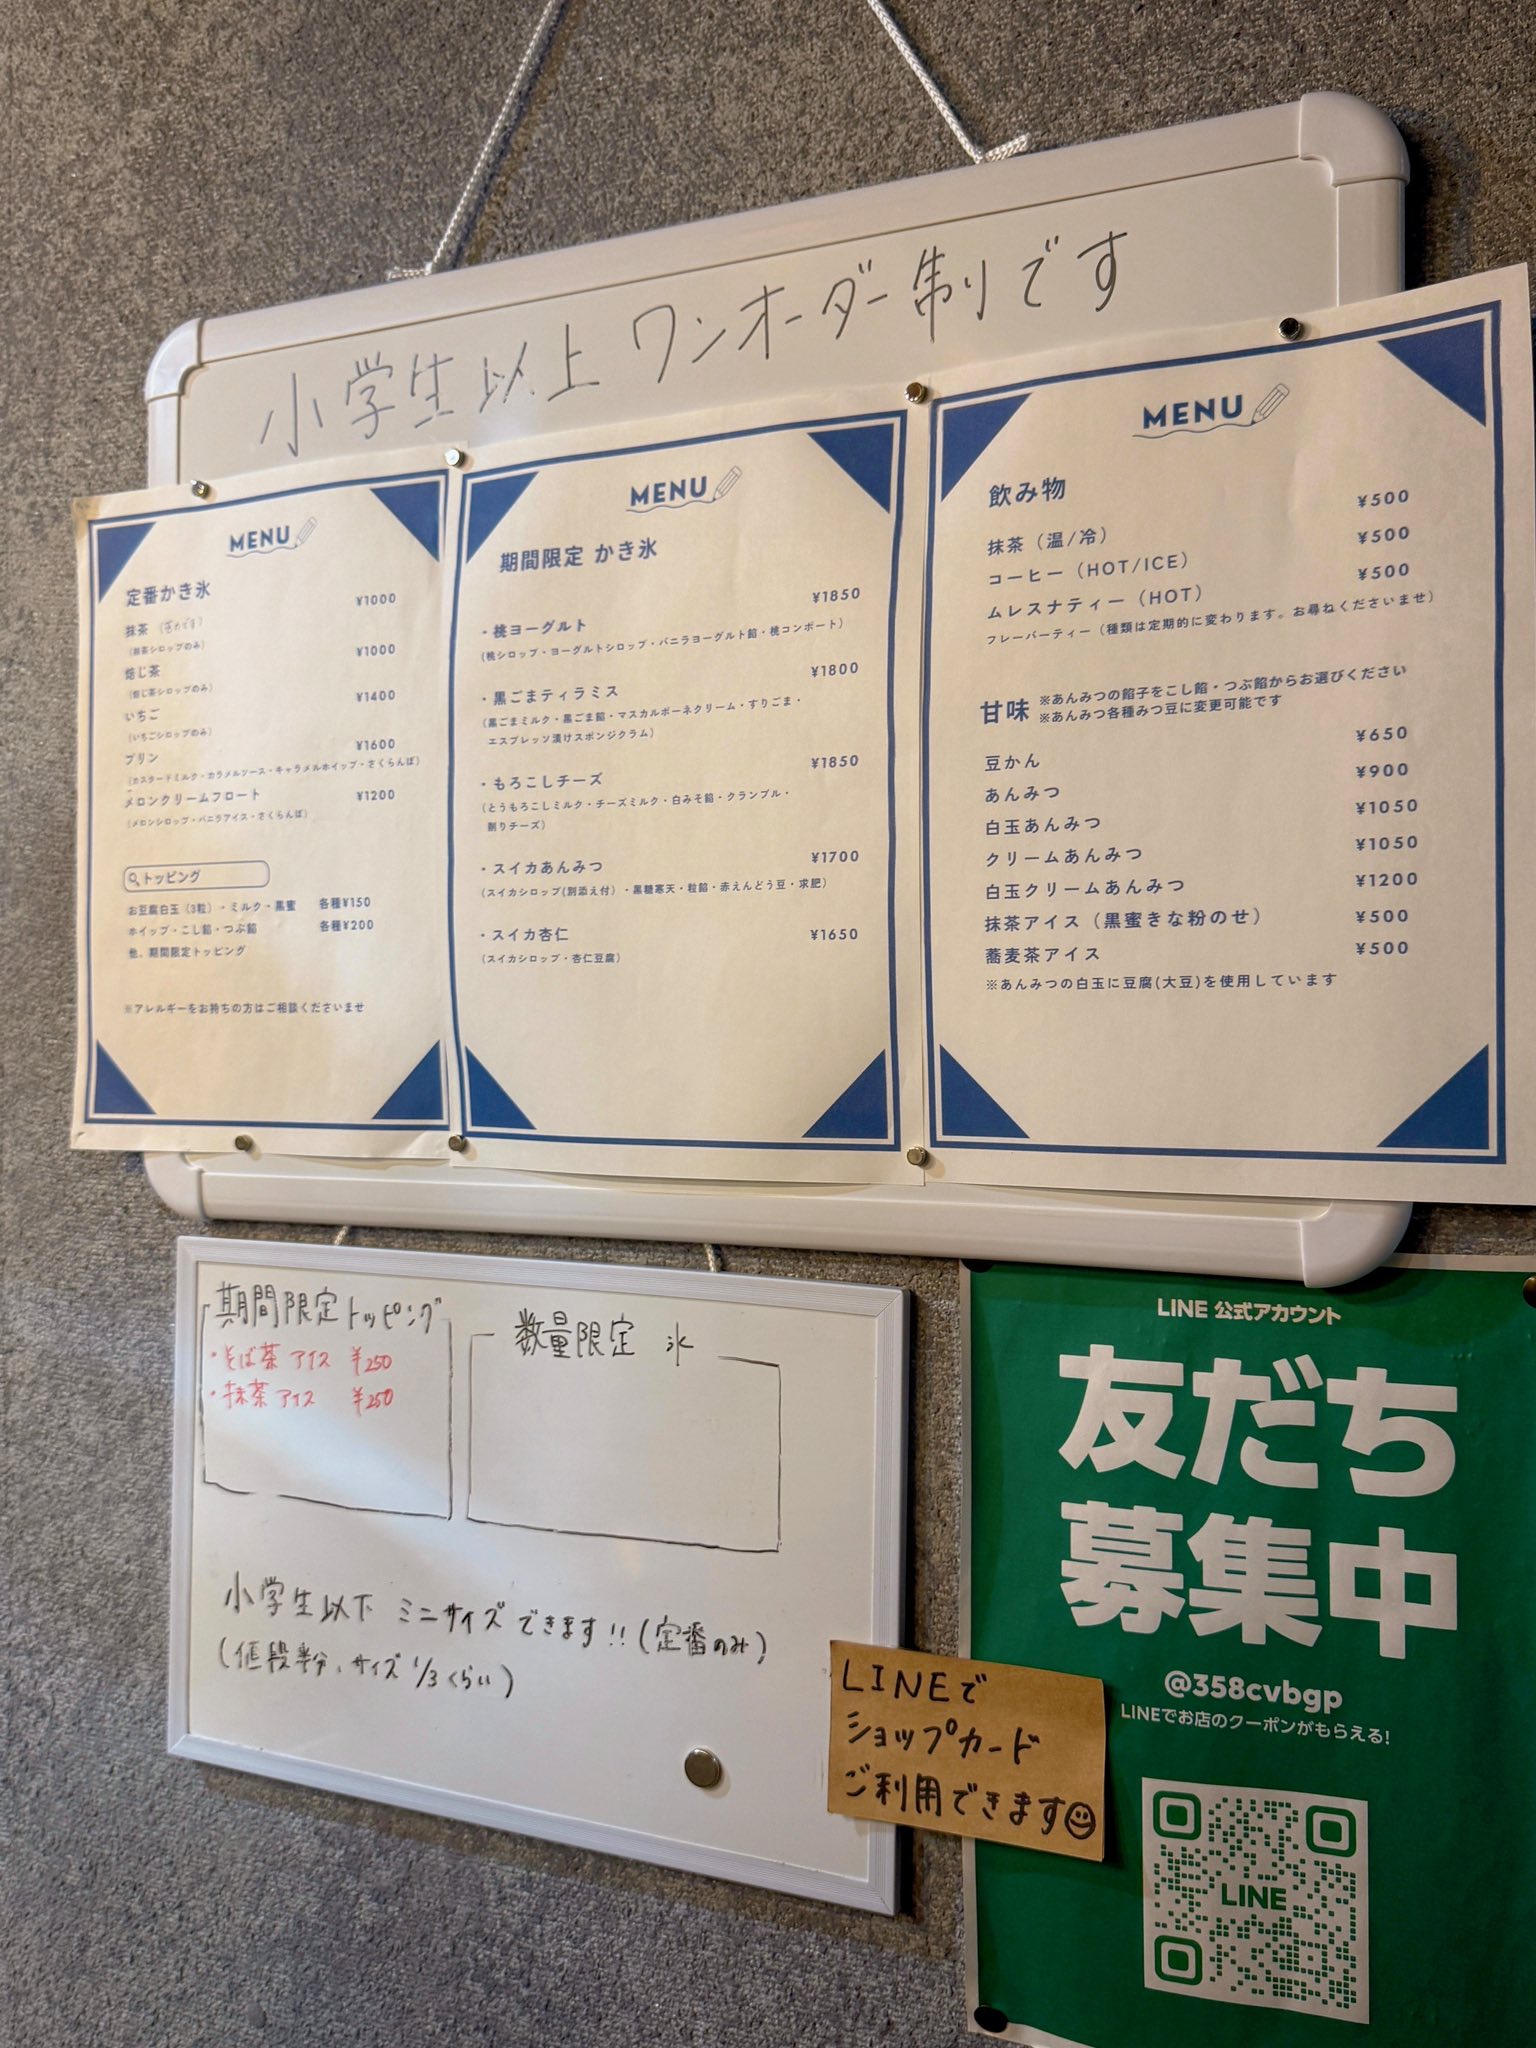 小学生以上 ワンオーダー制です
MENU
定番かき氷
抹茶
¥1000
(抹茶シロップのみ)
焙じ茶
¥1000
(焙じ茶シロップのみ)
いちご
¥1400
(いちごシロップのみ)
プリン
¥1600
(カスタードミルク・カラメルソース・キャラメルホイップ・さくらんぼ)
メロンクリームフロート
¥1200
(メロンシロップ・バニラアイス・さくらんぼ)
トッピング
お豆腐白玉（3粒）・ミルク・黒蜜 各種¥150
ホイップ・こし餡・つぶ餡 各種¥200
他、期間限定トッピング
※アレルギーをお持ちの方はご相談くださいませ
MENU
期間限定 かき氷
・桃ヨーグルト
¥1850
(桃シロップ・ヨーグルトシロップ・バニラヨーグルト餡・桃コンポート)
・黒ごまティラミス
¥1800
(黒ごまミルク・黒ごま餡・マスカルポーネクリーム・すりごま・
エスプレッソ漬けスポンジクラム)
・もろこしチーズ
¥1850
(とうもろこしミルク・チーズミルク・白みそ餡・クランブル・
削りチーズ)
・スイカあんみつ
¥1700
(スイカシロップ(別添え付)・黒糖寒天・粒餡・赤えんどう豆・求肥)
・スイカ杏仁
¥1650
(スイカシロップ・杏仁豆腐)
MENU
飲み物
抹茶（温/冷）
¥500
コーヒー（HOT/ICE）
¥500
ムレスナティー（HOT）
¥500
フレーバーティー（種類は定期的に変わります。お尋ねくださいませ）
甘味
※あんみつの餡子をこし餡・つぶ餡からお選びください
※あんみつ各種みつ豆に変更可能です
豆かん
¥650
あんみつ
¥900
白玉あんみつ
¥1050
クリームあんみつ
¥1050
白玉クリームあんみつ
¥1200
抹茶アイス（黒蜜きな粉のせ）
¥500
蕎麦茶アイス
¥500
※あんみつの白玉に豆腐(大豆)を使用しています
期間限定トッピング
・そば茶アイス ¥250
・抹茶アイス ¥250
数量限定 氷
小学生以下 ミニサイズできます!!(定番のみ)
(値段半分、サイズ1/3くらい)
LINEで
ショップカード
ご利用できます
LINE 公式アカウント
友だち
募集中
@358cvbgp
LINEでお店のクーポンがもらえる!
LINE